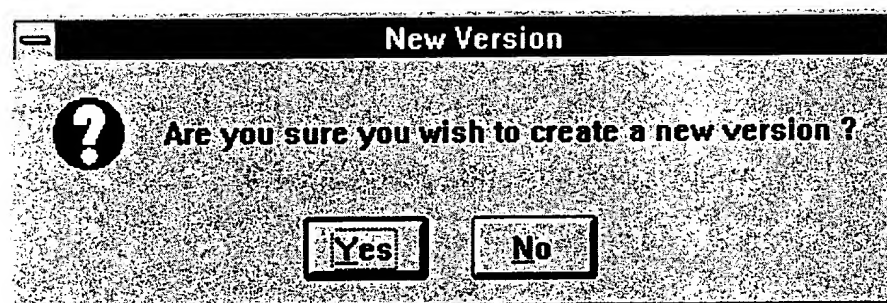 New Version
Are you sure you wish to create a new version ?
Yes
No